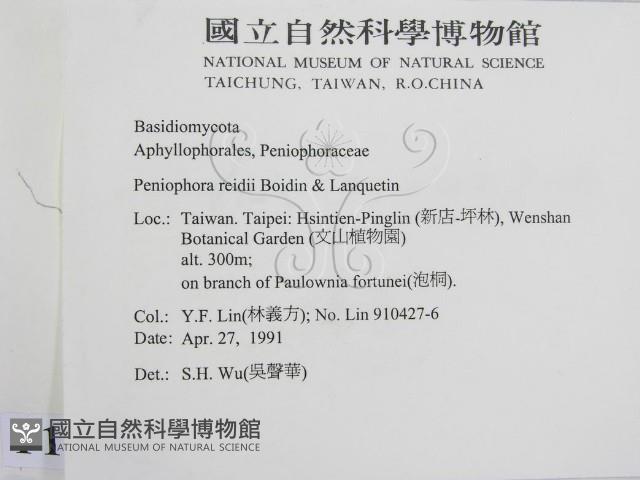 國立自然科學博物館
NATIONAL MUSEUM OF NATURAL SCIENCE
TAICHUNG, TAIWAN, R.O.CHINA
Basidiomycota
Aphyllophorales, Peniophoraceae
Peniophora reidii Boidin & Lanquetin
Loc.: Taiwan. Taipei: Hsintien-Pinglin (新店-坪林), Wenshan
Botanical Garden (文山植物園)
alt. 300m;
on branch of Paulownia fortunei(泡桐).
Col.: Y.F. Lin(林義方); No. Lin 910427-6
Date: Apr. 27, 1991
Det.: S.H. Wu(吳聲華)
國立自然科學博物館
NATIONAL MUSEUM OF NATURAL SCIENCE